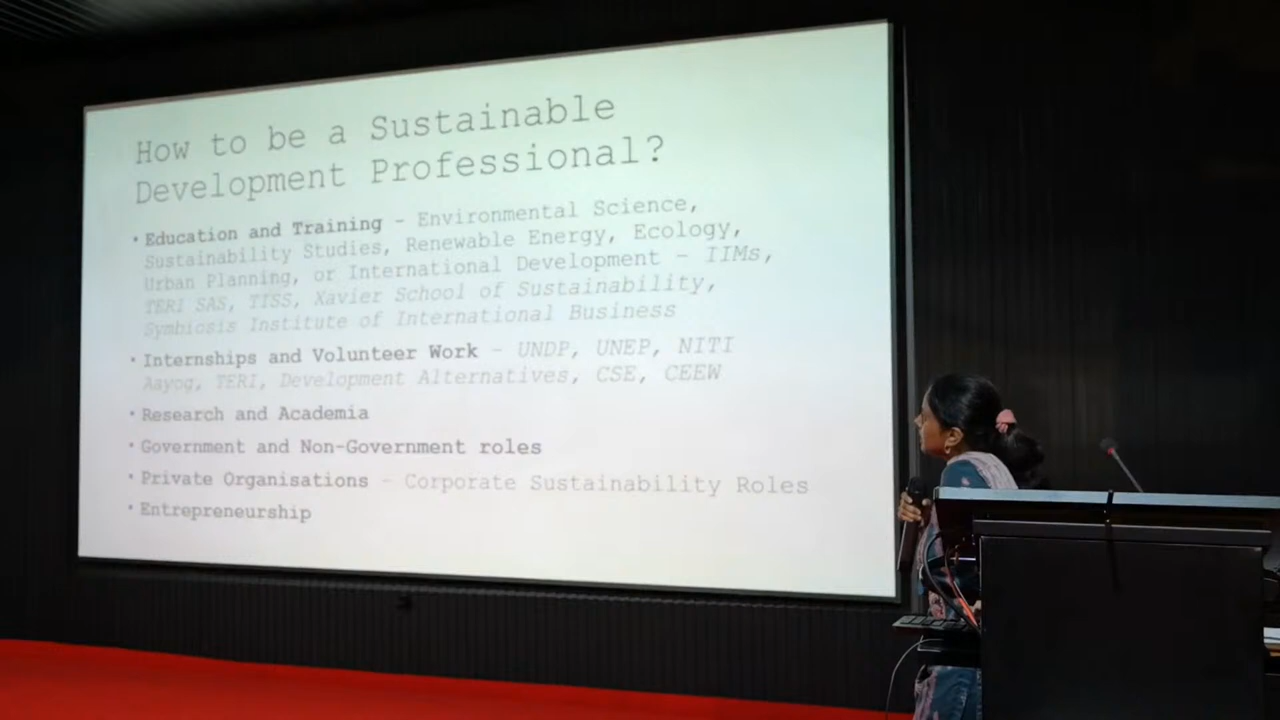 How to be a Sustainable
Development Professional?
• Education and Training – Environmental Science,
Sustainability Studies, Renewable Energy, Ecology,
Urban Planning, or International Development – IIMs,
TERI SAS, TISS, Xavier School of Sustainability,
Symbiosis Institute of International Business
• Internships and Volunteer Work – UNDP, UNEP, NITI
Aayog, TERI, Development Alternatives, CSE, CEEW
• Research and Academia
• Government and Non-Government roles
• Private Organisations – Corporate Sustainability Roles
• Entrepreneurship